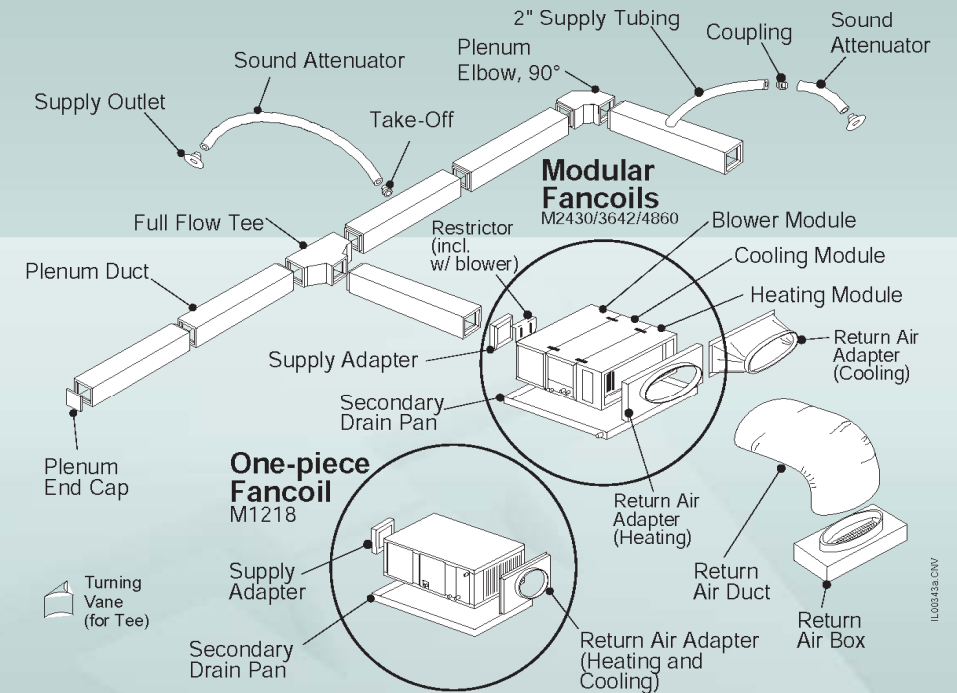 2" Supply Tubing
Coupling
Sound
Attenuator
Plenum
Elbow, 90°
Sound Attenuator
Supply Outlet
Take-Off
Modular
Fancoils
M2430/3642/4860
Full Flow Tee
Restrictor
(incl.
w/ blower)
Blower Module
Cooling Module
Heating Module
Plenum Duct
Return Air
Adapter
(Cooling)
Supply Adapter
Secondary
Drain Pan
Plenum
End Cap
One-piece
Fancoil
M1218
Return Air
Adapter
(Heating)
Supply
Adapter
Return
Air Duct
Return
Air Box
Turning
Vane
(for Tee)
Secondary
Drain Pan
Return Air Adapter
(Heating and
Cooling)
IL00343a.CNV